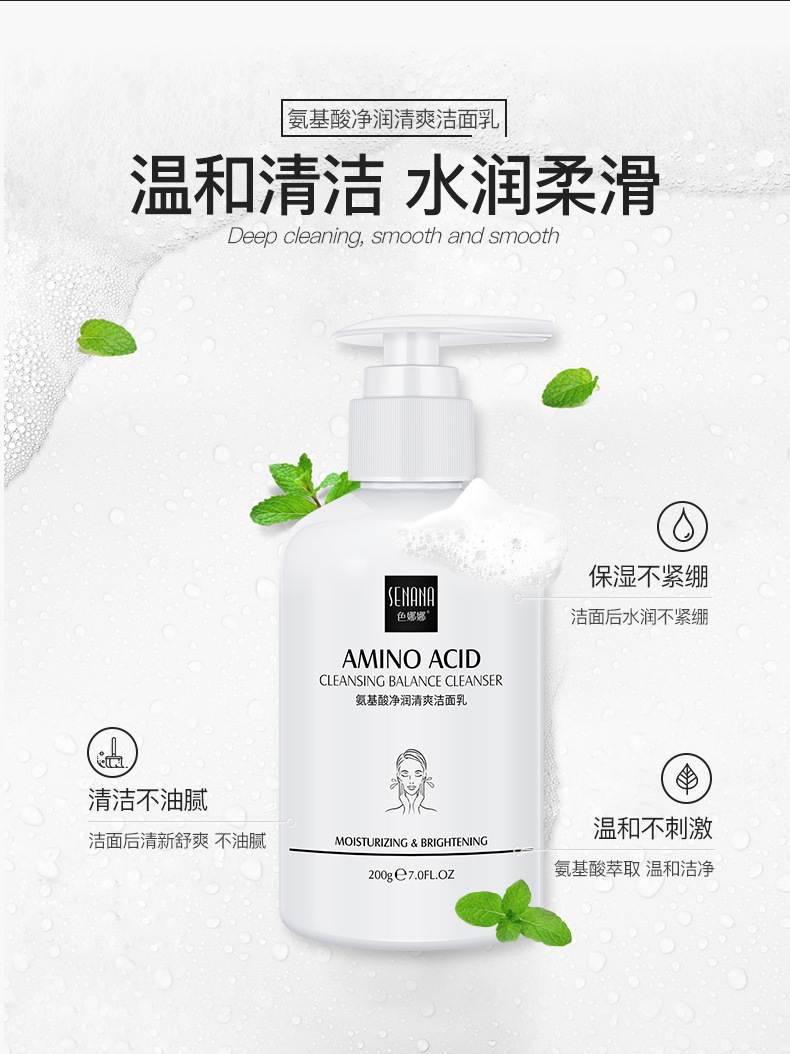 氨基酸净润清爽洁面乳
温和清洁 水润柔滑
Deep cleaning, smooth and smooth
保湿不紧绷
洁面后水润不紧绷
SENANA
色娜娜®
AMINO ACID
CLEANSING BALANCE CLEANSER
氨基酸净润清爽洁面乳
清洁不油腻
洁面后清新舒爽 不油腻
温和不刺激
氨基酸萃取 温和洁净
MOISTURIZING & BRIGHTENING
200g℮7.0FL.OZ